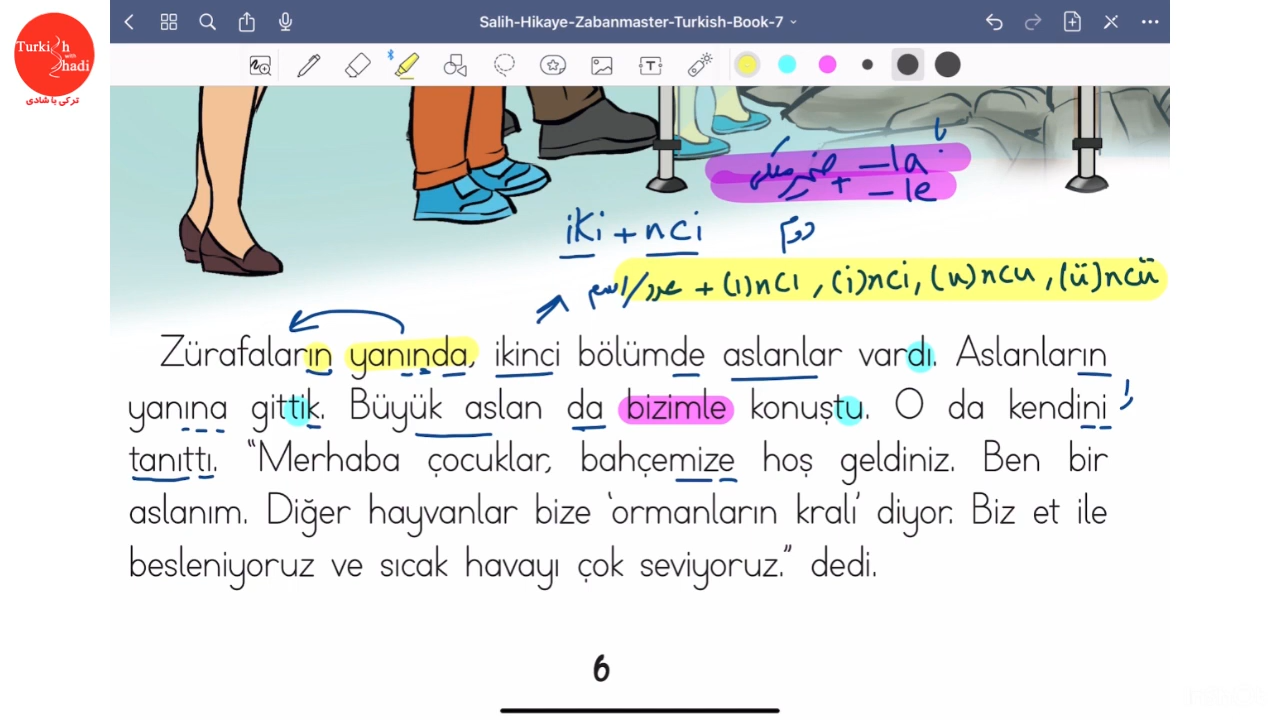 Salih-Hikaye-Zabanmaster-Turkish-Book-7
Turkish with Shadi
ترکی با شادی
با
ضمیر ملکی + –la
–le
iki + nci دوم
عدد/اسم + (ı)ncı, (i)nci, (u)ncu, (ü)ncü
Zürafaların yanında, ikinci bölümde aslanlar vardı. Aslanların
yanına gittik. Büyük aslan da bizimle konuştu. O da kendini را
tanıttı. “Merhaba çocuklar, bahçemize hoş geldiniz. Ben bir
aslanım. Diğer hayvanlar bize ‘ormanların kralı’ diyor. Biz et ile
besleniyoruz ve sıcak havayı çok seviyoruz.” dedi.
6